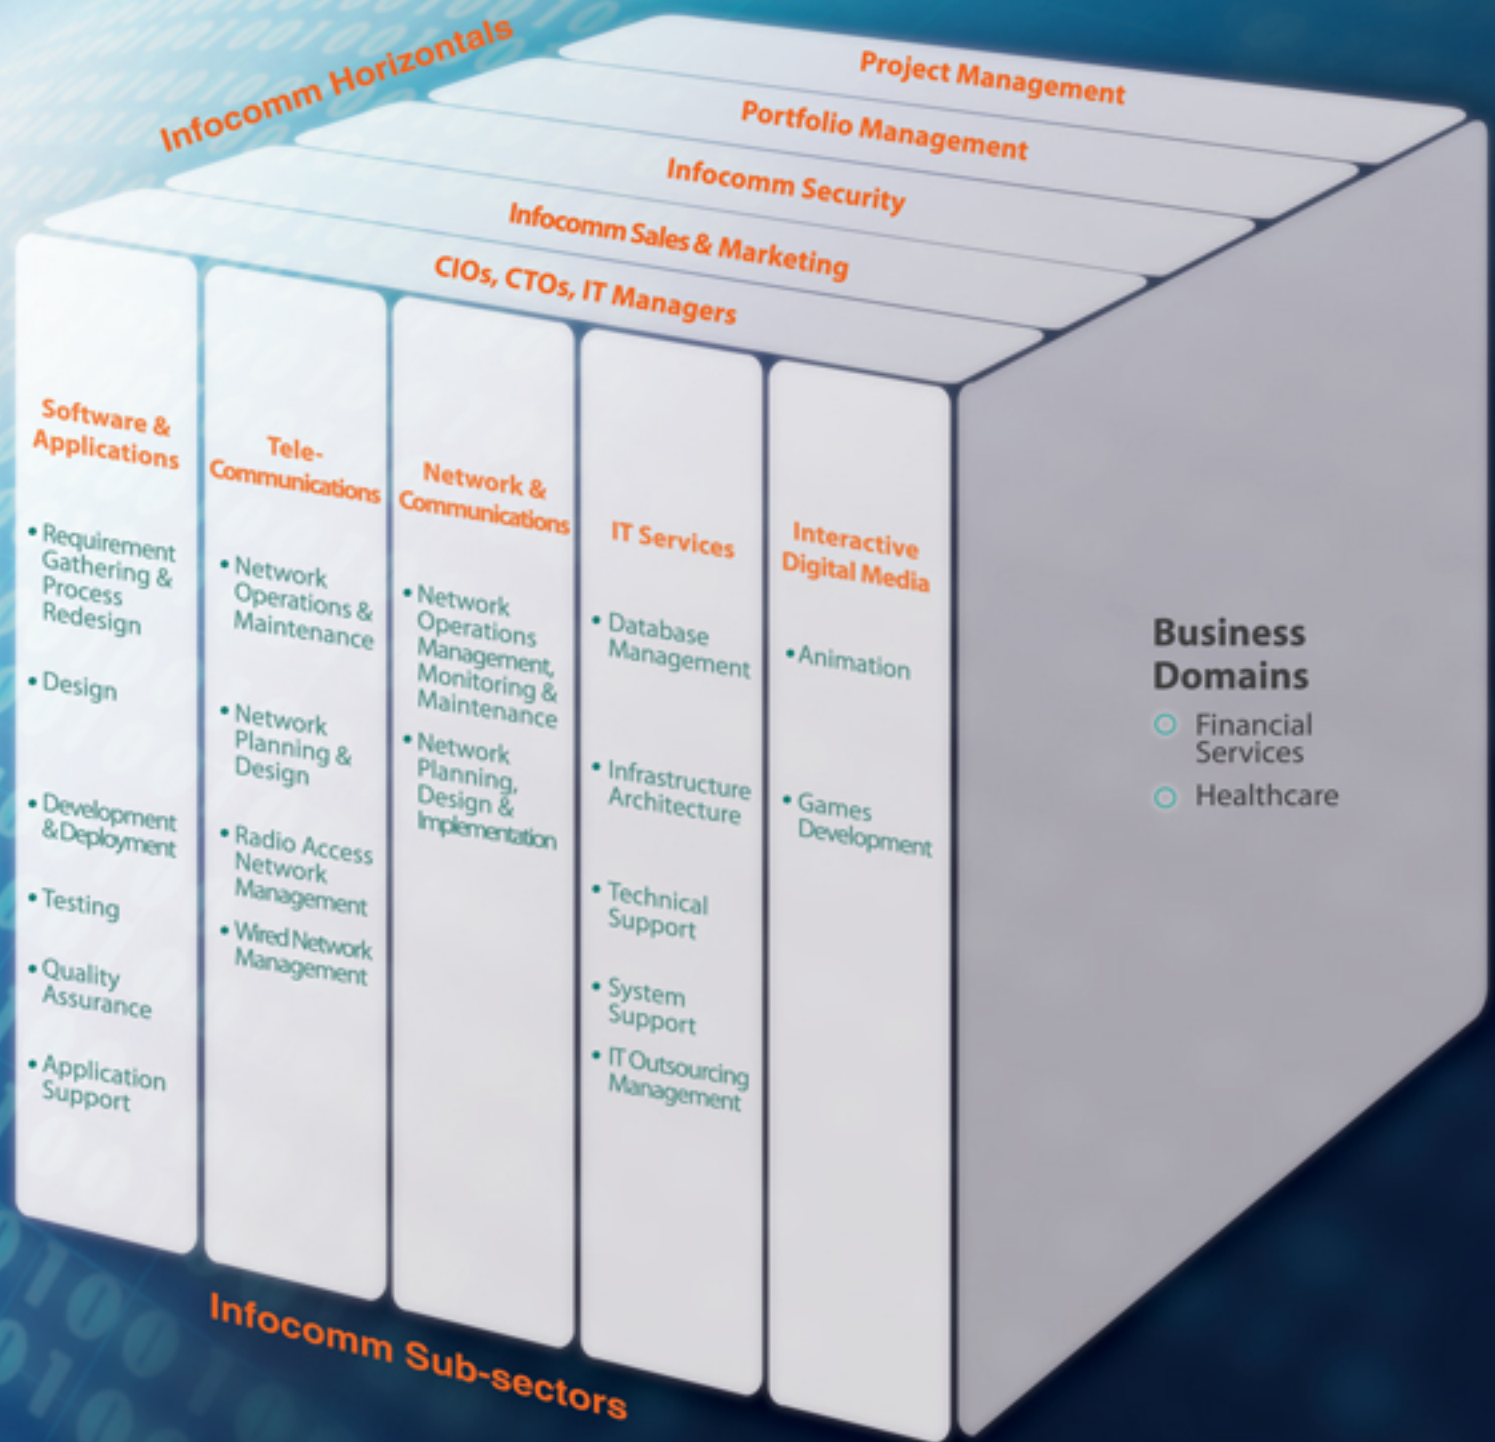 Infocomm Horizontals
Project Management
Portfolio Management
Infocomm Security
Infocomm Sales & Marketing
CIOs, CTOs, IT Managers
Software &
Applications
• Requirement
Gathering &
Process
Redesign
• Design
• Development
& Deployment
• Testing
• Quality
Assurance
• Application
Support
Tele-
Communications
• Network
Operations &
Maintenance
• Network
Planning &
Design
• Radio Access
Network
Management
• Wired Network
Management
Network &
Communications
• Network
Operations
Management,
Monitoring &
Maintenance
• Network
Planning,
Design &
Implementation
IT Services
• Database
Management
• Infrastructure
Architecture
• Technical
Support
• System
Support
• IT Outsourcing
Management
Interactive
Digital Media
• Animation
• Games
Development
Business
Domains
Financial
Services
Healthcare
Infocomm Sub-sectors